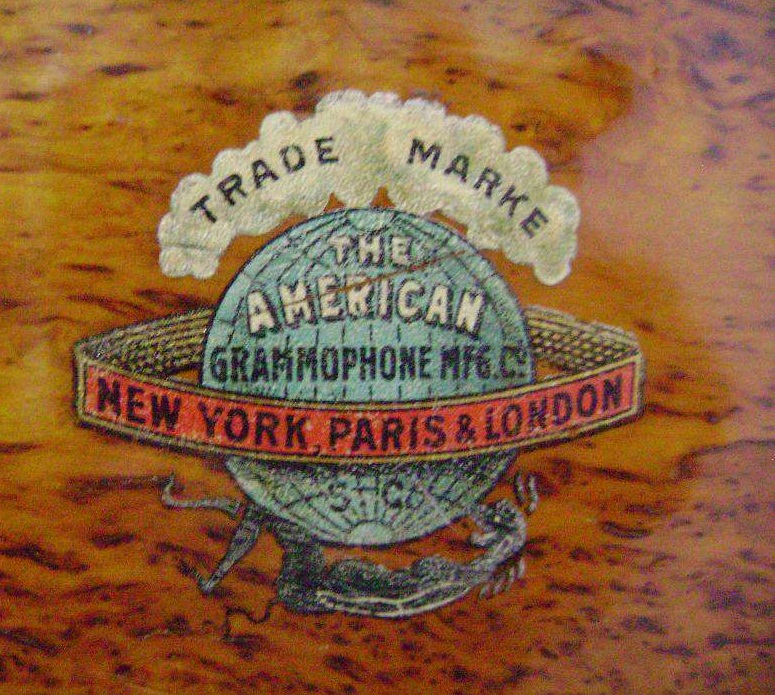 TRADE MARKE
THE
AMERICAN
GRAMMOPHONE MFG. Co
NEW YORK, PARIS & LONDON